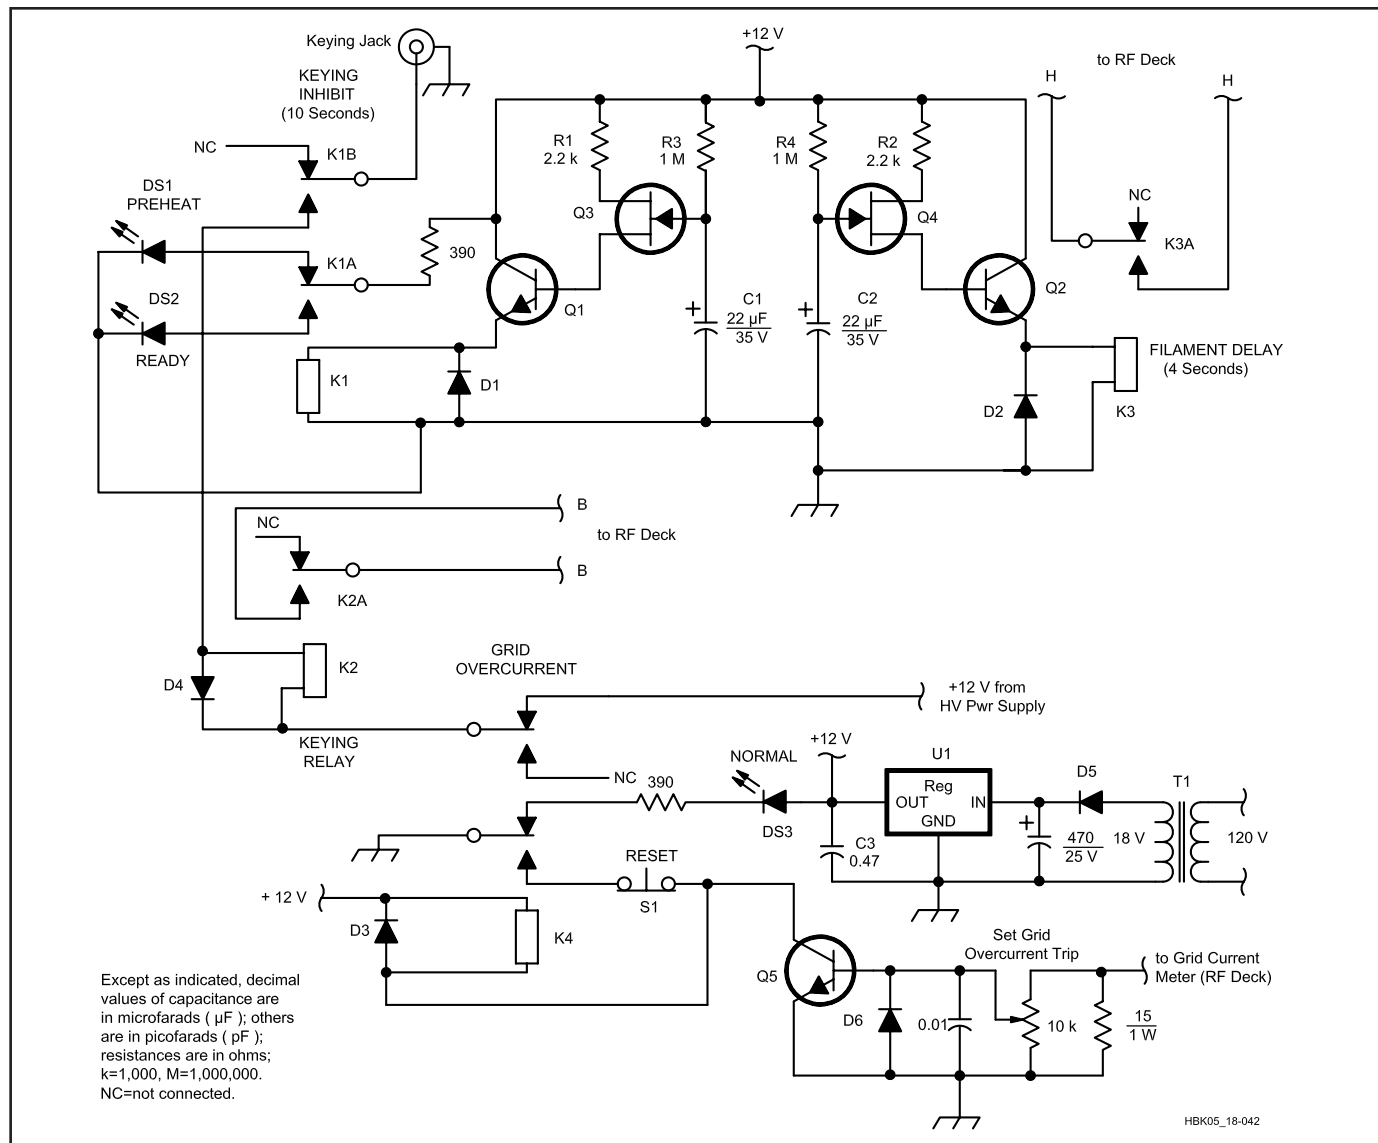 Keying Jack
KEYING
INHIBIT
(10 Seconds)
+12 V
to RF Deck
H
H
NC
K1B
R1
2.2 k
R3
1 M
R4
1 M
R2
2.2 k
DS1
PREHEAT
Q3
Q4
NC
K3A
K1A
390
DS2
Q1
Q2
C1
+
22 µF
35 V
C2
+
22 µF
35 V
READY
K1
D1
FILAMENT DELAY
(4 Seconds)
D2
K3
B
NC
to RF Deck
B
K2A
GRID
OVERCURRENT
K2
D4
+12 V from
HV Pwr Supply
KEYING
RELAY
+12 V
NORMAL
U1
NC
390
Reg
OUT
IN
GND
D5
T1
DS3
C3
0.47
+
470
25 V
18 V
120 V
RESET
S1
+ 12 V
D3
K4
Set Grid
Overcurrent Trip
Q5
to Grid Current
Meter (RF Deck)
D6
0.01
10 k
15
1 W
Except as indicated, decimal
values of capacitance are
in microfarads ( µF ); others
are in picofarads ( pF );
resistances are in ohms;
k=1,000, M=1,000,000.
NC=not connected.
HBK05_18-042